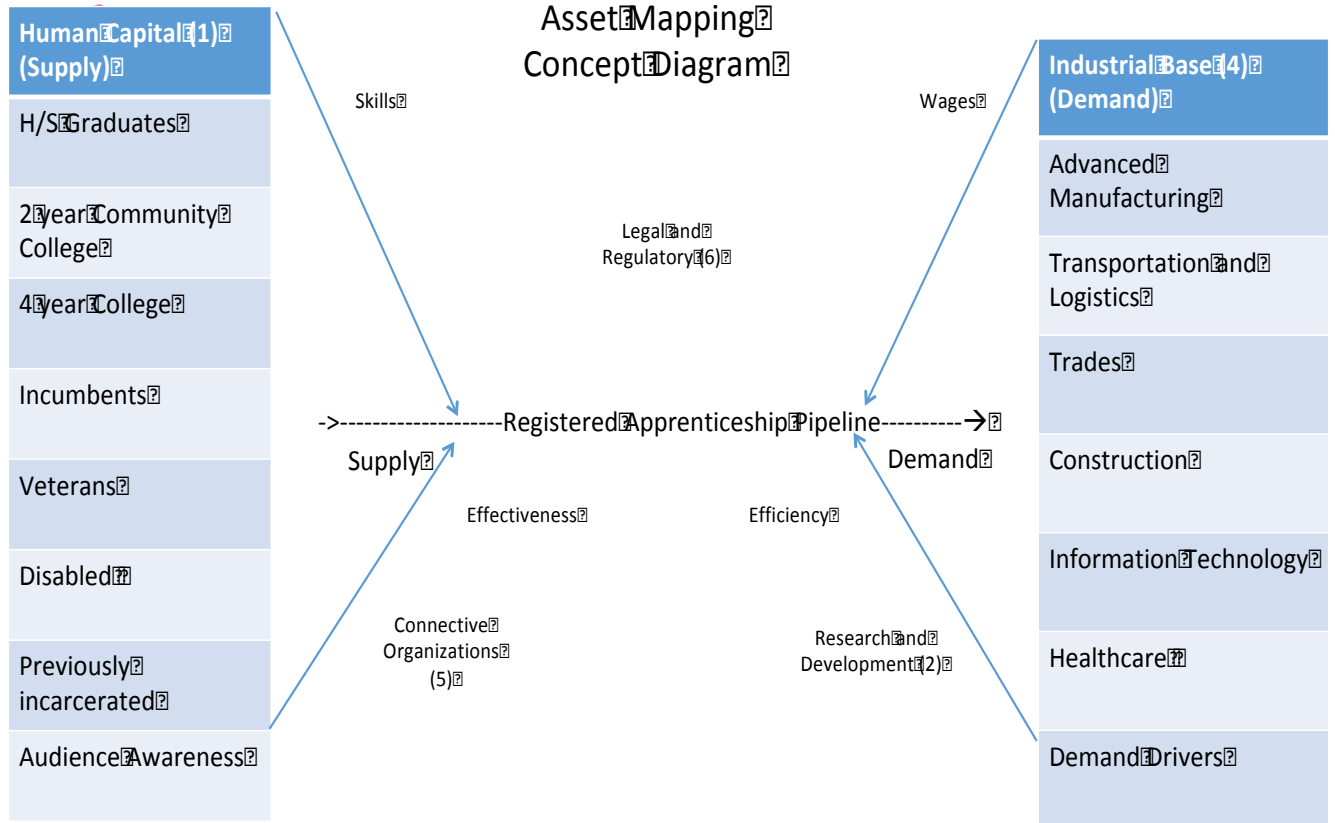 Asset Mapping
Concept Diagram
Human Capital (1)
(Supply)
H/S Graduates
2 year Community
College
4 year College
Incumbents
Veterans
Disabled
Previously
incarcerated
Audience Awareness
Skills
Wages
Legal and
Regulatory (6)
->--------------------Registered Apprenticeship Pipeline----------→
Supply
Demand
Effectiveness
Efficiency
Connective
Organizations
(5)
Research and
Development (2)
Industrial Base (4)
(Demand)
Advanced
Manufacturing
Transportation and
Logistics
Trades
Construction
Information Technology
Healthcare
Demand Drivers